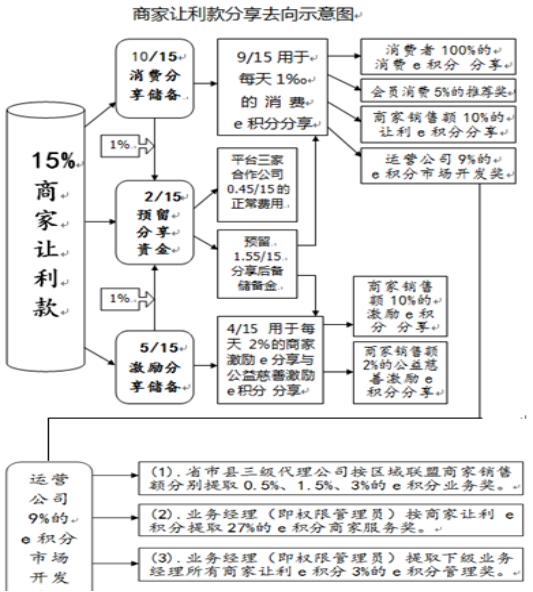 商家让利款分享去向示意图
15%
商
家
让
利
款
10/15
消费分
享储备
1%
2/15
预留
分享
资金
1%
5/15
激励分
享储备
9/15 用于
每天 1‰
的 消 费
e 积分分享
平台三家
合作公司
0.45/15的
正常费用
预留
1.55/15
分享后备
储备金
4/15 用于每
天 2%的商家
激励 e 分享与
公益慈善激励
e积分 分享
消费者 100%的
消费 e 积分 分享
会员消费 5%的推荐奖
商家销售额 10%的
让利 e 积分分享
运营公司 9%的
e 积分市场开发奖
商家销售
额 10%的
激励 e 积
分 分享
商家销售额
2%的公益慈
善激励 e
积分分享
运营
公司
9%的
e 积分
市场
开发
(1).省市县三级代理公司按区域联盟商家销售
额分别提取 0.5%、1.5%、3%的 e 积分业务奖。
(2).业务经理（即权限管理员）按商家让利 e
积分提取 27%的 e 积分商家服务奖。
(3).业务经理（即权限管理员）提取下级业务
经理所有商家让利 e 积分 3%的 e 积分管理奖。